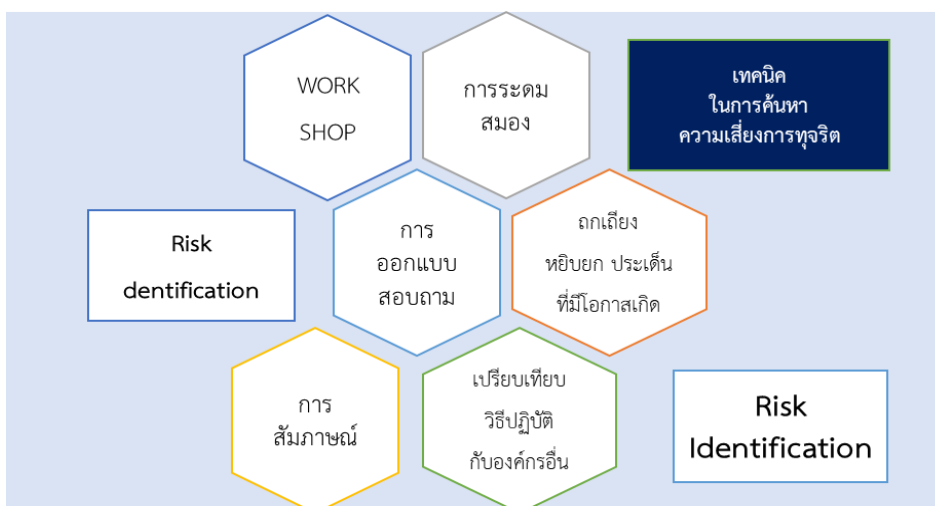 WORK
SHOP
การระดม
สมอง
เทคนิค
ในการค้นหา
ความเสี่ยงการทุจริต
Risk
dentification
การ
ออกแบบ
สอบถาม
ถกเถียง
หยิบยก ประเด็น
ที่มีโอกาสเกิด
การ
สัมภาษณ์
เปรียบเทียบ
วิธีปฏิบัติ
กับองค์กรอื่น
Risk
Identification